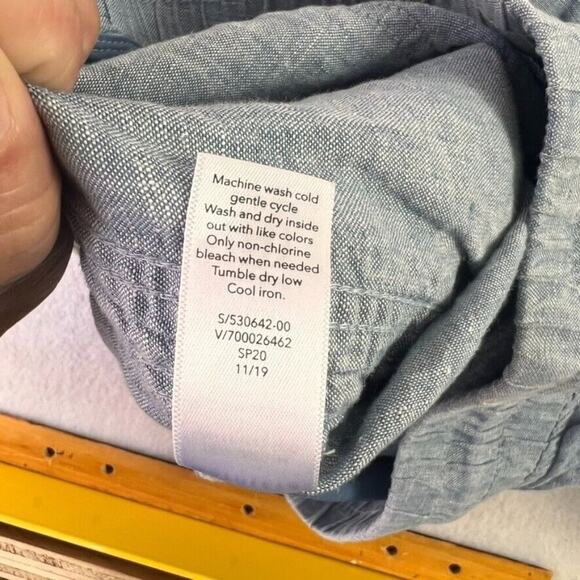 Machine wash cold
gentle cycle
Wash and dry inside
out with like colors
Only non-chlorine
bleach when needed
Tumble dry low
Cool iron.
S/530642-00
V/700026462
SP20
11/19